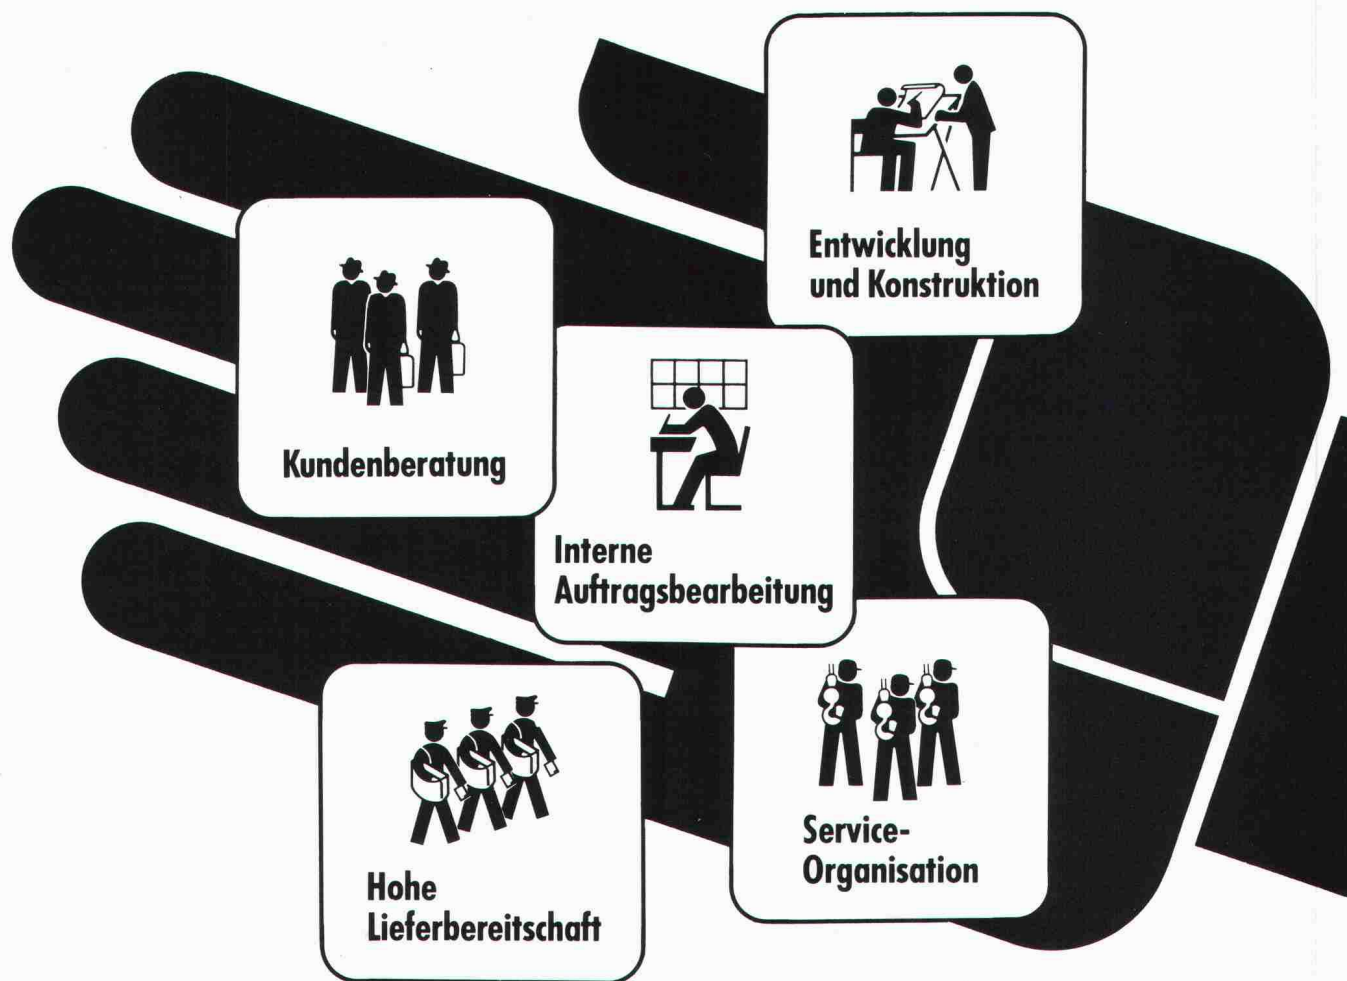 Entwicklung
und Konstruktion
Kundenberatung
Interne
Auftragsbearbeitung
Service-
Organisation
Hohe
Lieferbereitschaft